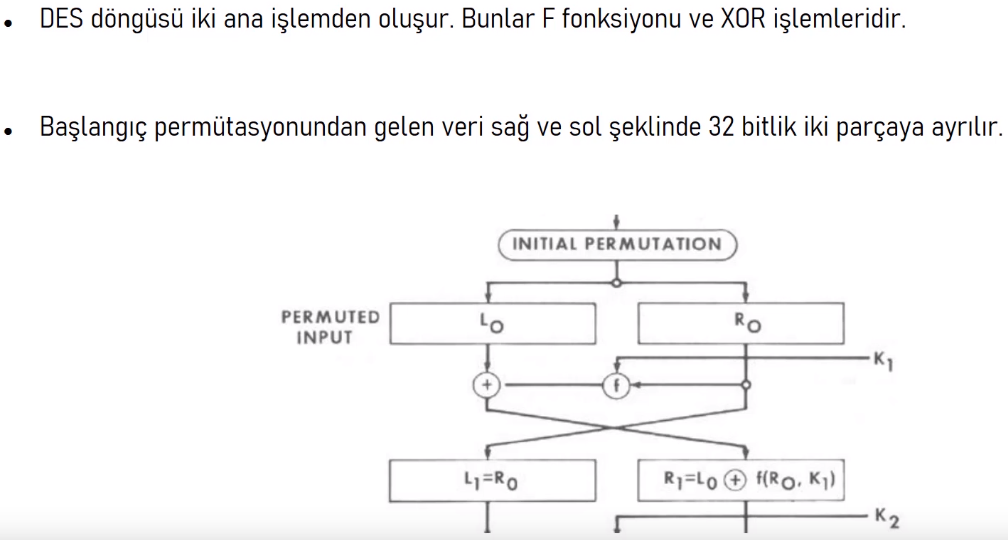 • DES döngüsü iki ana işlemden oluşur. Bunlar F fonksiyonu ve XOR işlemleridir.
• Başlangıç permütasyonundan gelen veri sağ ve sol şeklinde 32 bitlik iki parçaya ayrılır.
INITIAL PERMUTATION
PERMUTED
INPUT
L0
R0
K1
+
f
L1=R0
R1=L0 ⊕ f(R0, K1)
K2